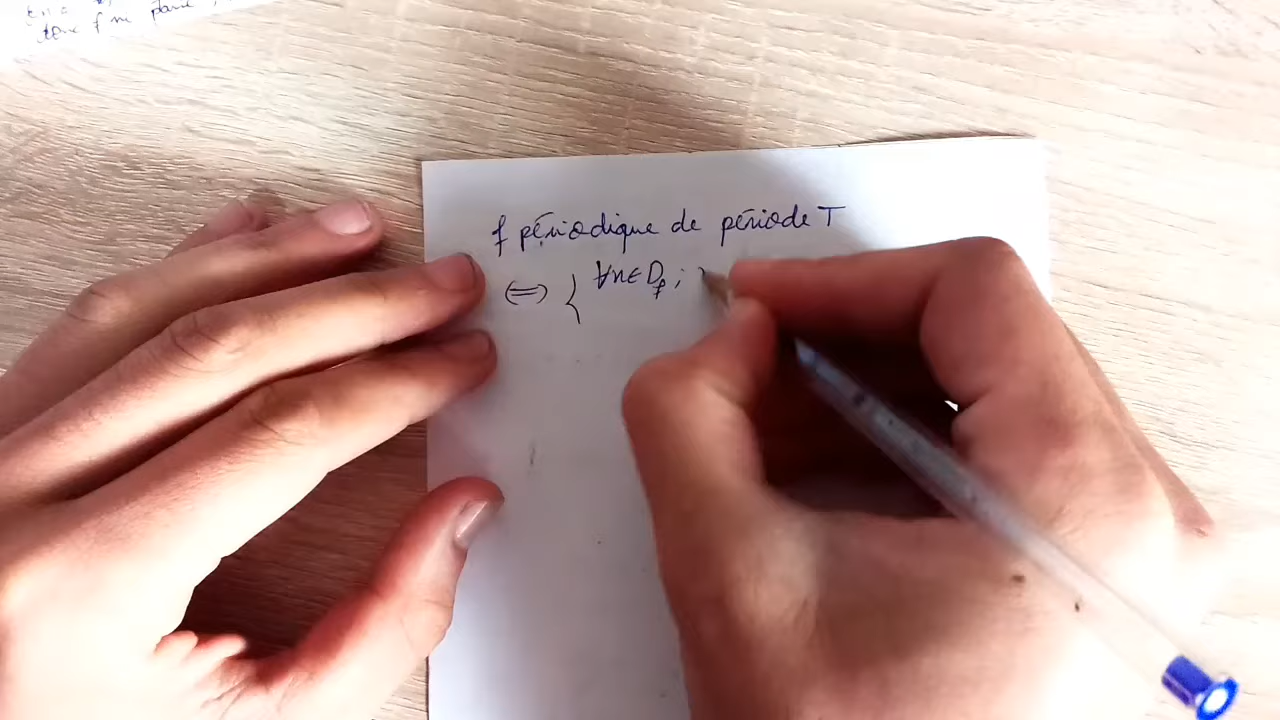 f périodique de période T
⟺ { ∀x ∈ D_f ;